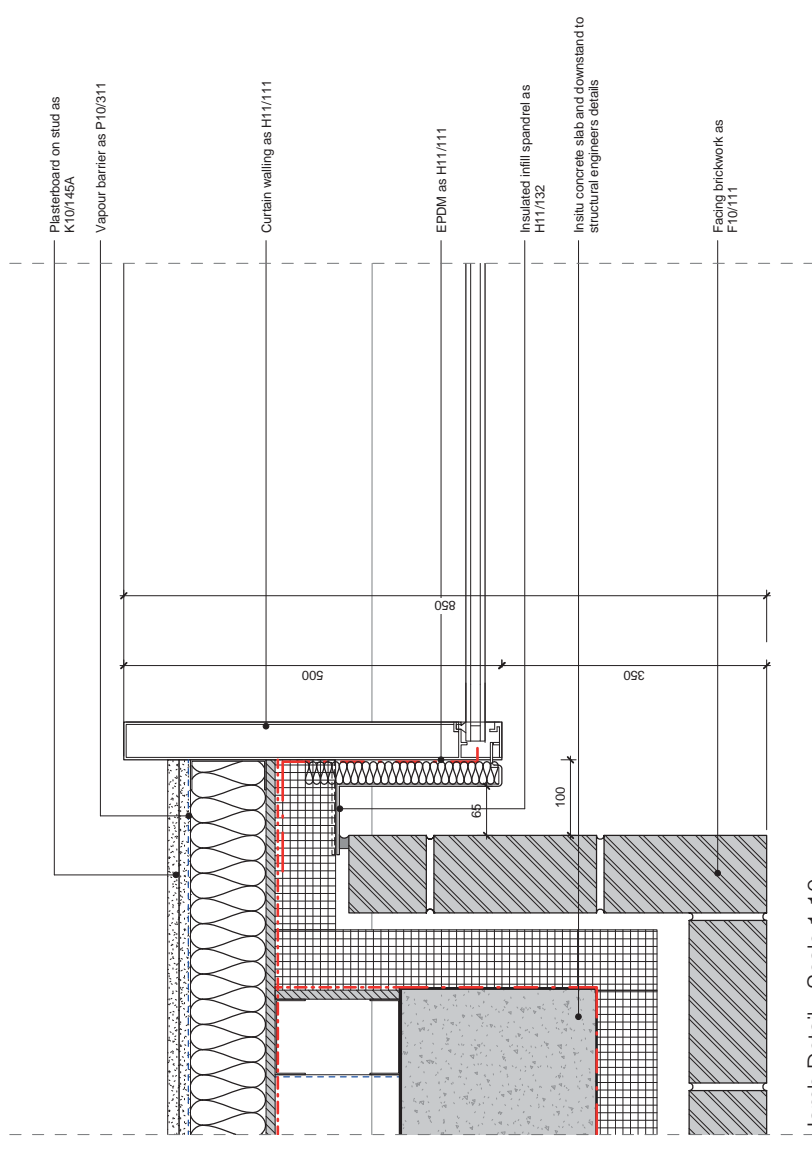 Plasterboard on stud as
K10/145A
Vapour barrier as P10/311
Curtain walling as H11/111
EPDM as H11/111
Insulated infill spandrel as
H11/132
Insitu concrete slab and downstand to
structural engineers details
Facing brickwork as
F10/111
850
500
350
65
100